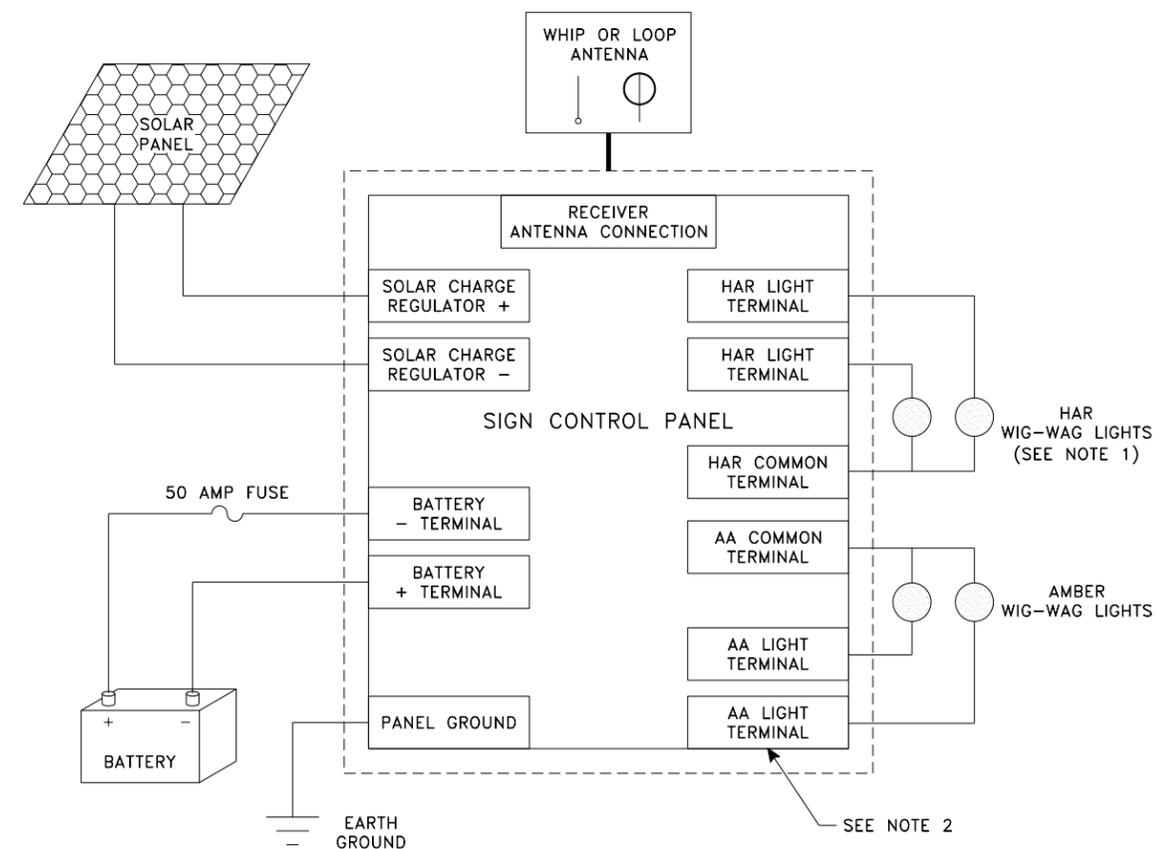 WHIP OR LOOP
ANTENNA
SOLAR
PANEL
RECEIVER
ANTENNA CONNECTION
SOLAR CHARGE
REGULATOR +
HAR LIGHT
TERMINAL
SOLAR CHARGE
REGULATOR −
HAR LIGHT
TERMINAL
SIGN CONTROL PANEL
HAR
WIG−WAG LIGHTS
(SEE NOTE 1)
HAR COMMON
TERMINAL
50 AMP FUSE
BATTERY
− TERMINAL
AA COMMON
TERMINAL
BATTERY
+ TERMINAL
AMBER
WIG−WAG LIGHTS
AA LIGHT
TERMINAL
PANEL GROUND
AA LIGHT
TERMINAL
+ −
BATTERY
EARTH
GROUND
SEE NOTE 2